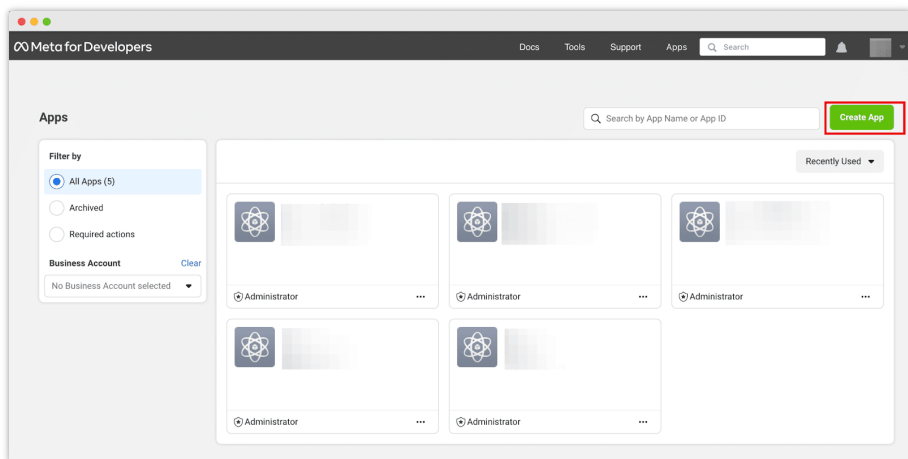 Meta for Developers
Docs Tools Support Apps Search
Apps
Search by App Name or App ID
Create App
Filter by
All Apps (5)
Archived
Required actions
Business Account Clear
No Business Account selected
Recently Used
Administrator
Administrator
Administrator
Administrator
Administrator